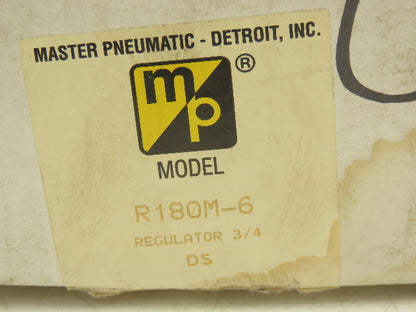 MASTER PNEUMATIC - DETROIT, INC.
mp ®
MODEL
R180M-6
REGULATOR 3/4
DS